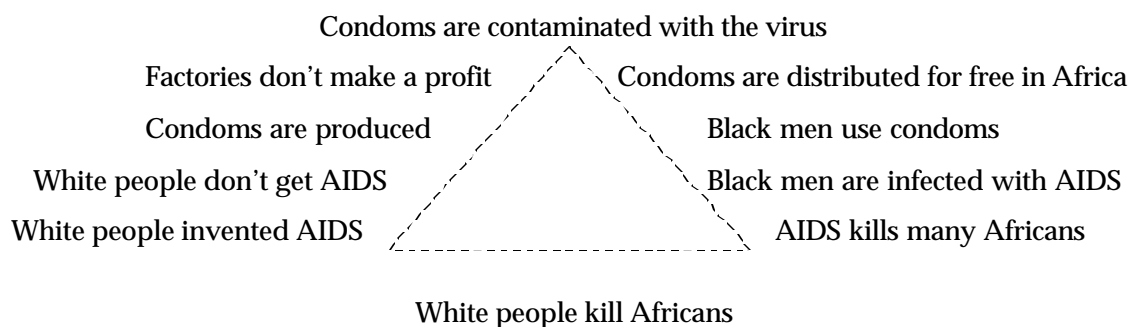 Condoms are contaminated with the virus
Factories don't make a profit
Condoms are distributed for free in Africa
Condoms are produced
Black men use condoms
White people don't get AIDS
Black men are infected with AIDS
White people invented AIDS
AIDS kills many Africans
White people kill Africans